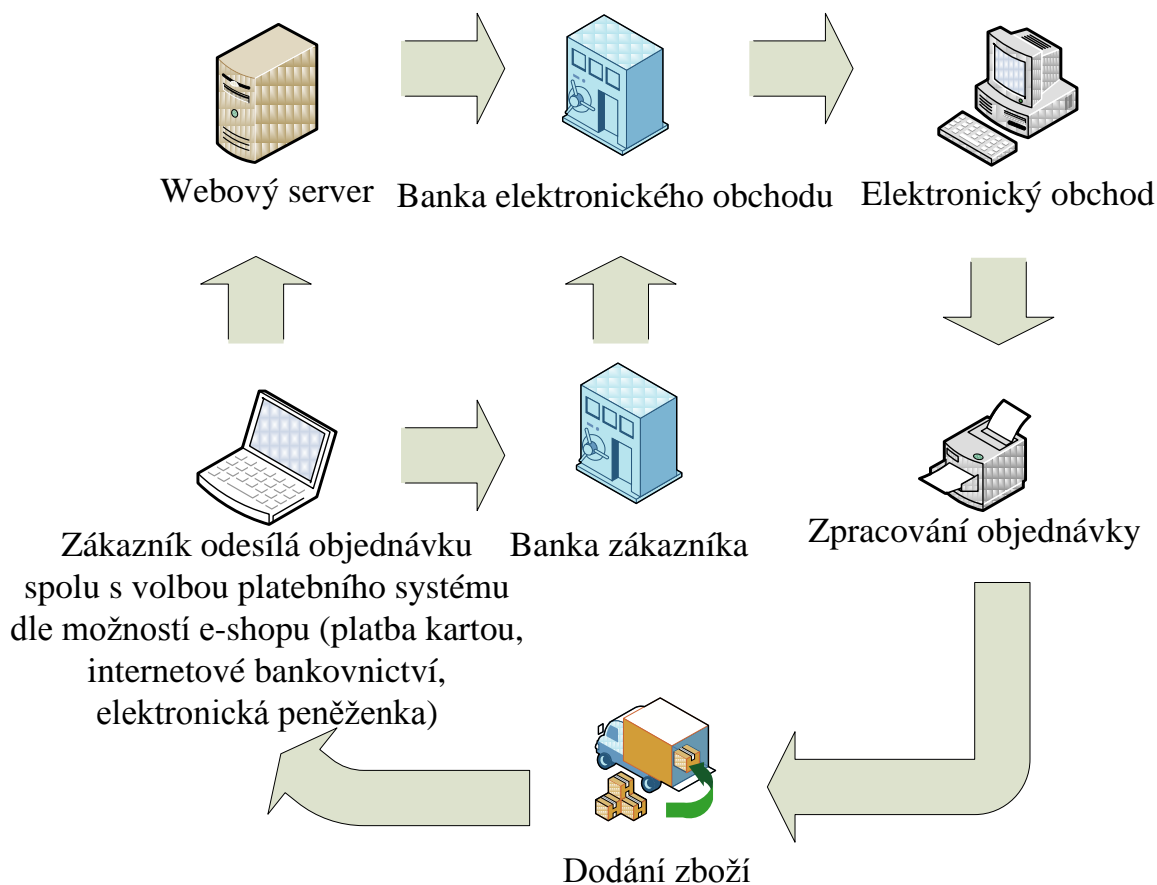 Webový server
Banka elektronického obchodu
Elektronický obchod
Zákazník odesílá objednávku
spolu s volbou platebního systému
dle možností e-shopu (platba kartou,
internetové bankovnictví,
elektronická peněženka)
Banka zákazníka
Zpracování objednávky
Dodání zboží